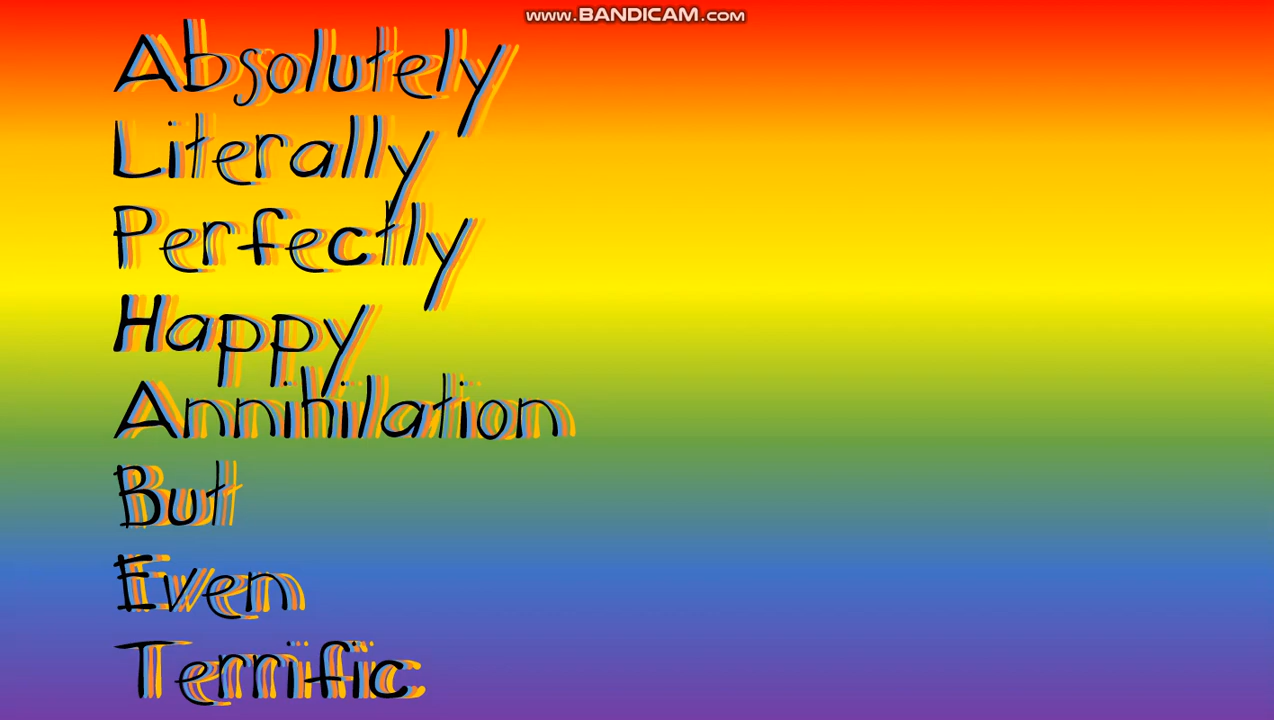 www.BANDICAM.com
Absolutely
Literally
Perfectly
Happy
Annihilation
But
Even
Terrific